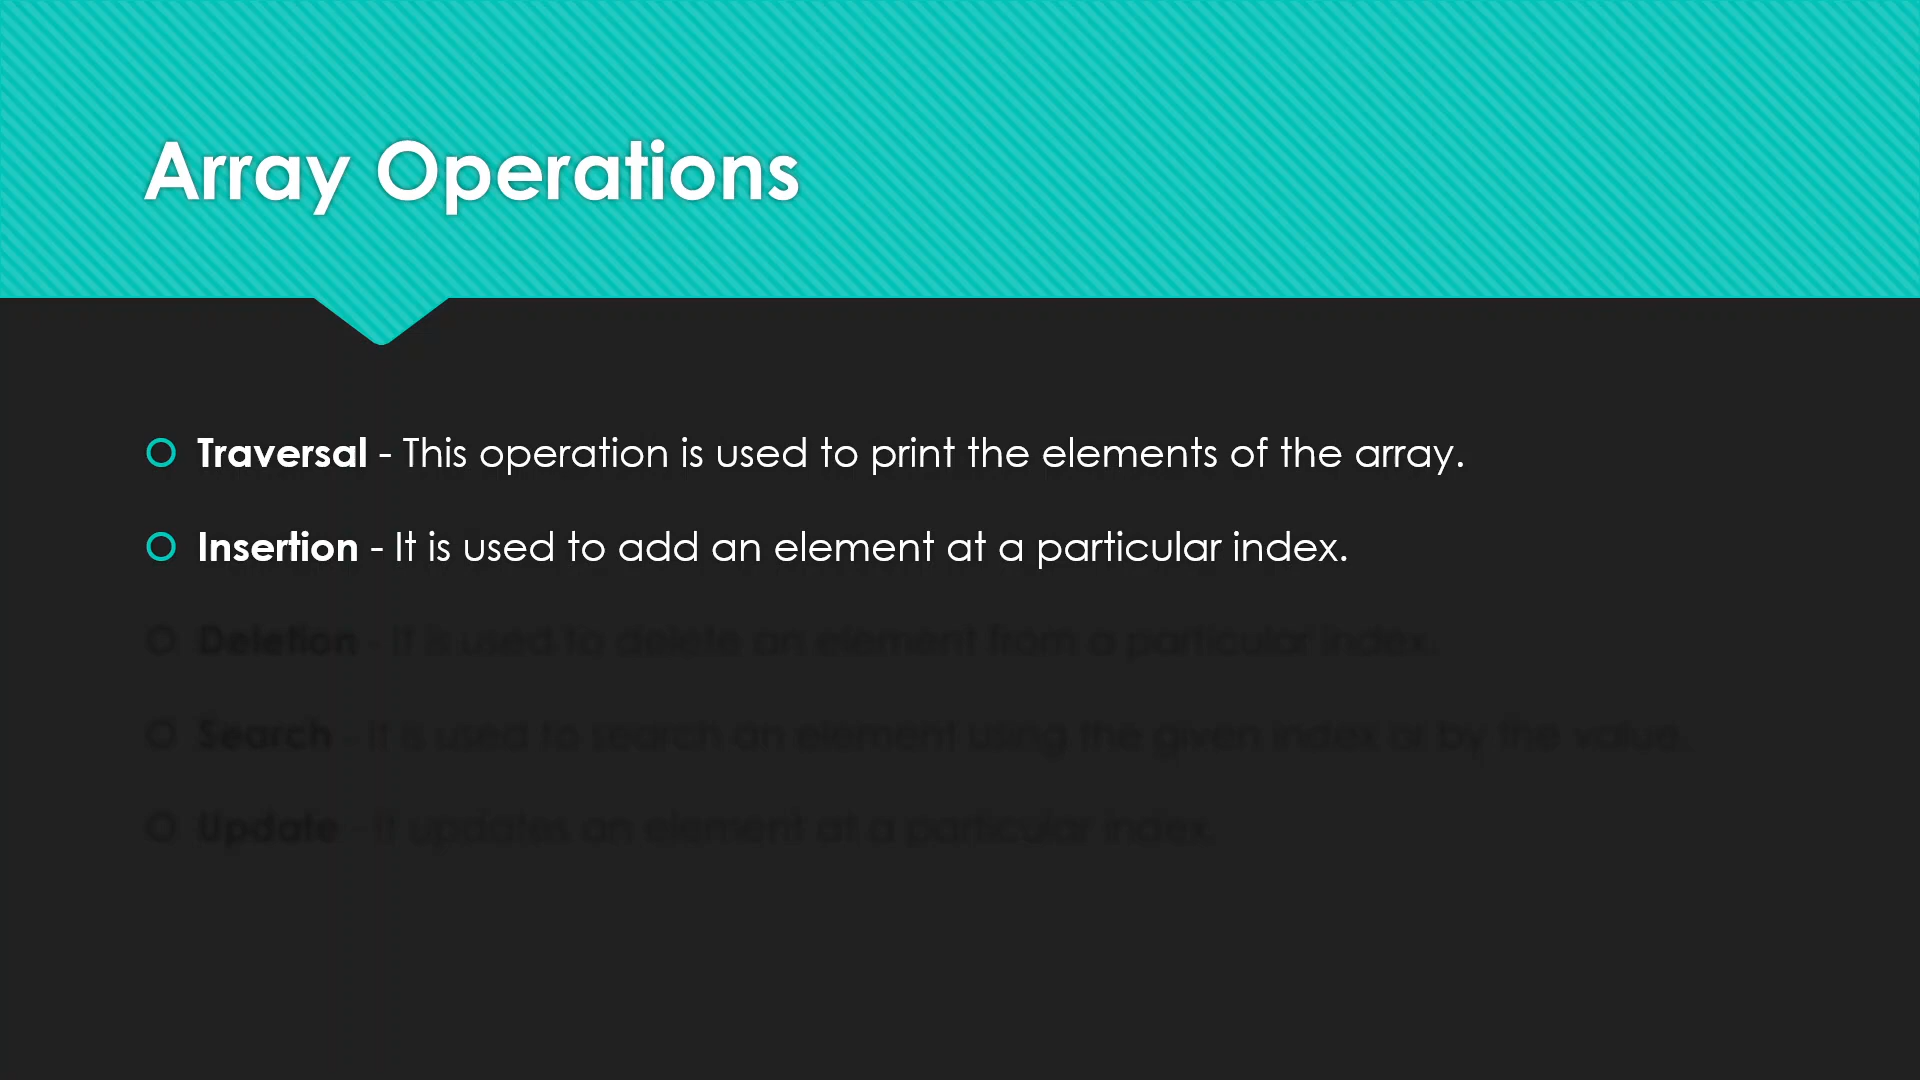 Array Operations
Traversal - This operation is used to print the elements of the array.
Insertion - It is used to add an element at a particular index.
Deletion - It is used to delete an element from a particular index.
Search - It is used to search an element using the given index or by the value.
Update - It updates an element at a particular index.